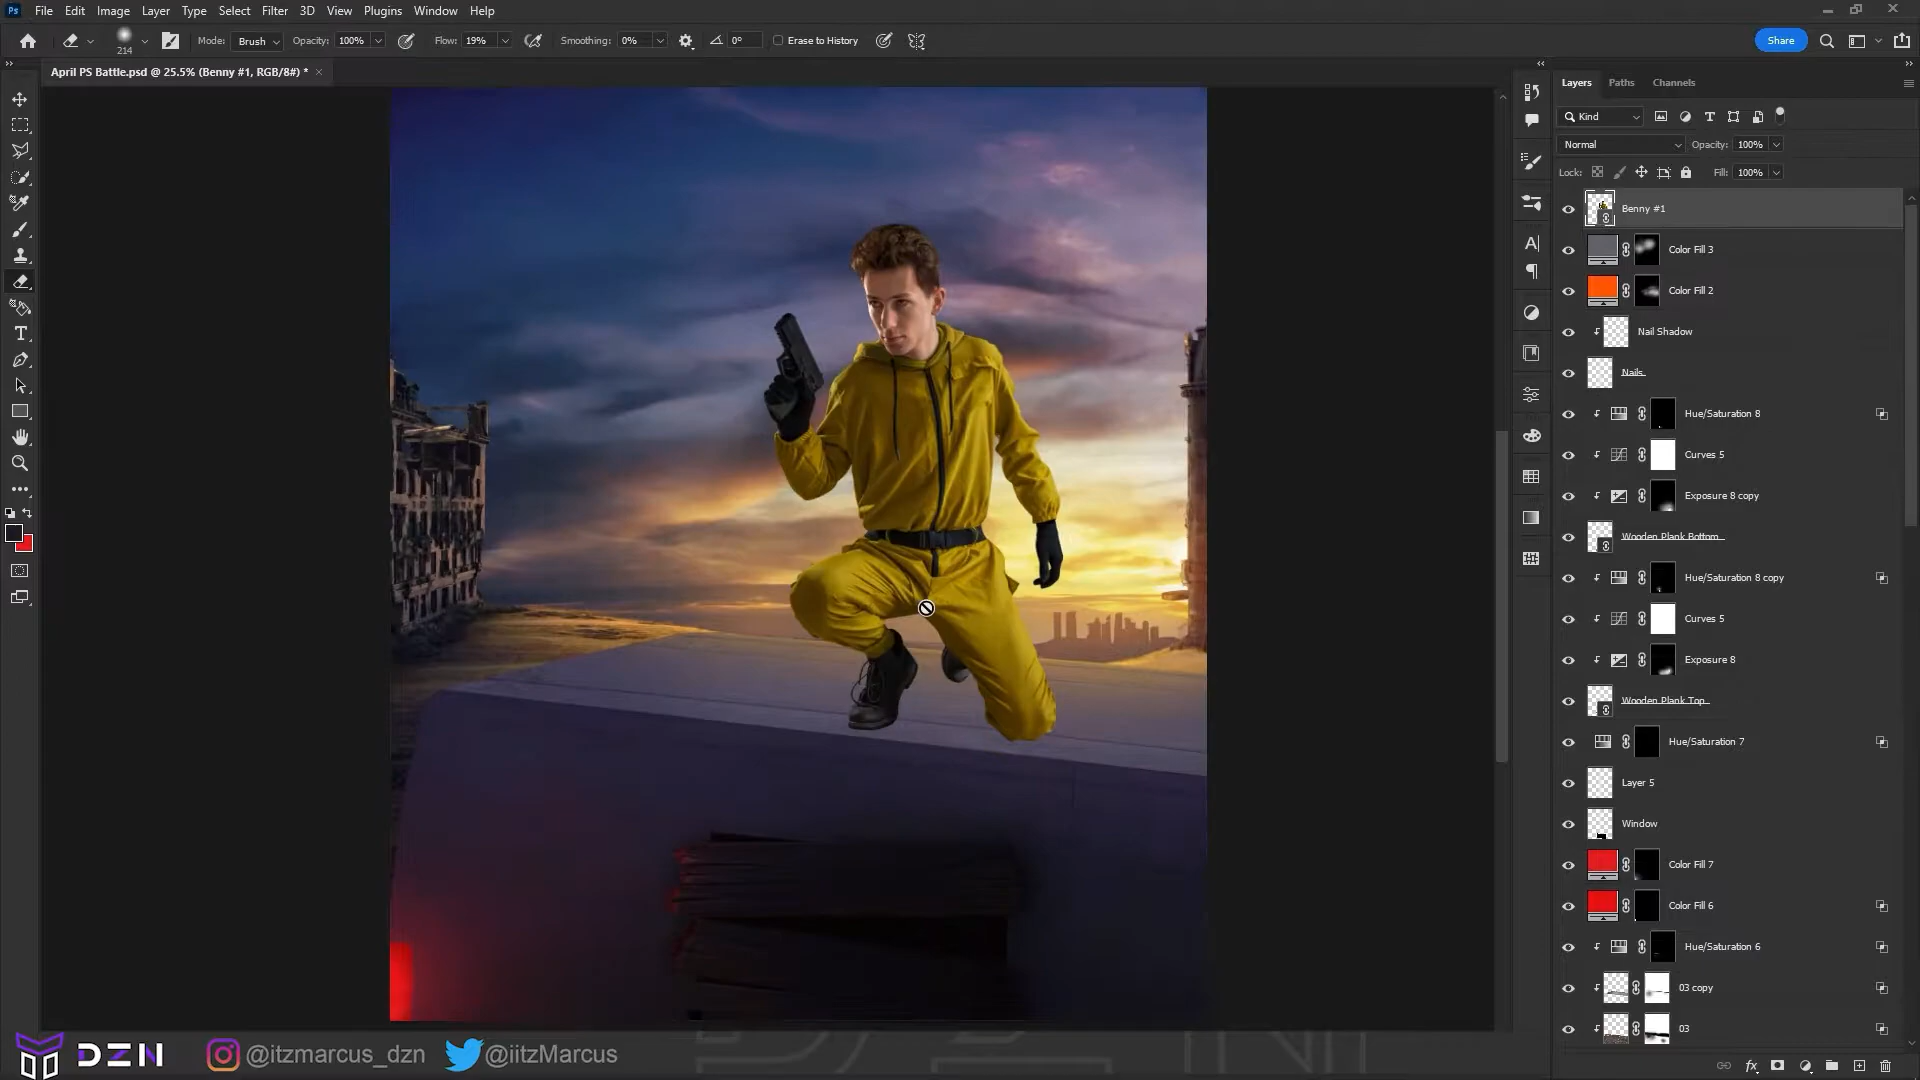 Ps File Edit Image Layer Type Select Filter 3D View Plugins Window Help
214 Mode: Brush Opacity: 100% Flow: 19% Smoothing: 0% 0° Erase to History Share
April PS Battle.psd @ 25.5% (Benny #1, RGB/8#) *
Layers Paths Channels
Kind
Normal Opacity: 100%
Lock: Fill: 100%
Benny #1
Color Fill 3
Color Fill 2
Nail Shadow
Nails
Hue/Saturation 8
Curves 5
Exposure 8 copy
Wooden Plank Bottom
Hue/Saturation 8 copy
Curves 5
Exposure 8
Wooden Plank Top
Hue/Saturation 7
Layer 5
Window
Color Fill 7
Color Fill 6
Hue/Saturation 6
03 copy
03
DZN @itzmarcus_dzn @iitzMarcus